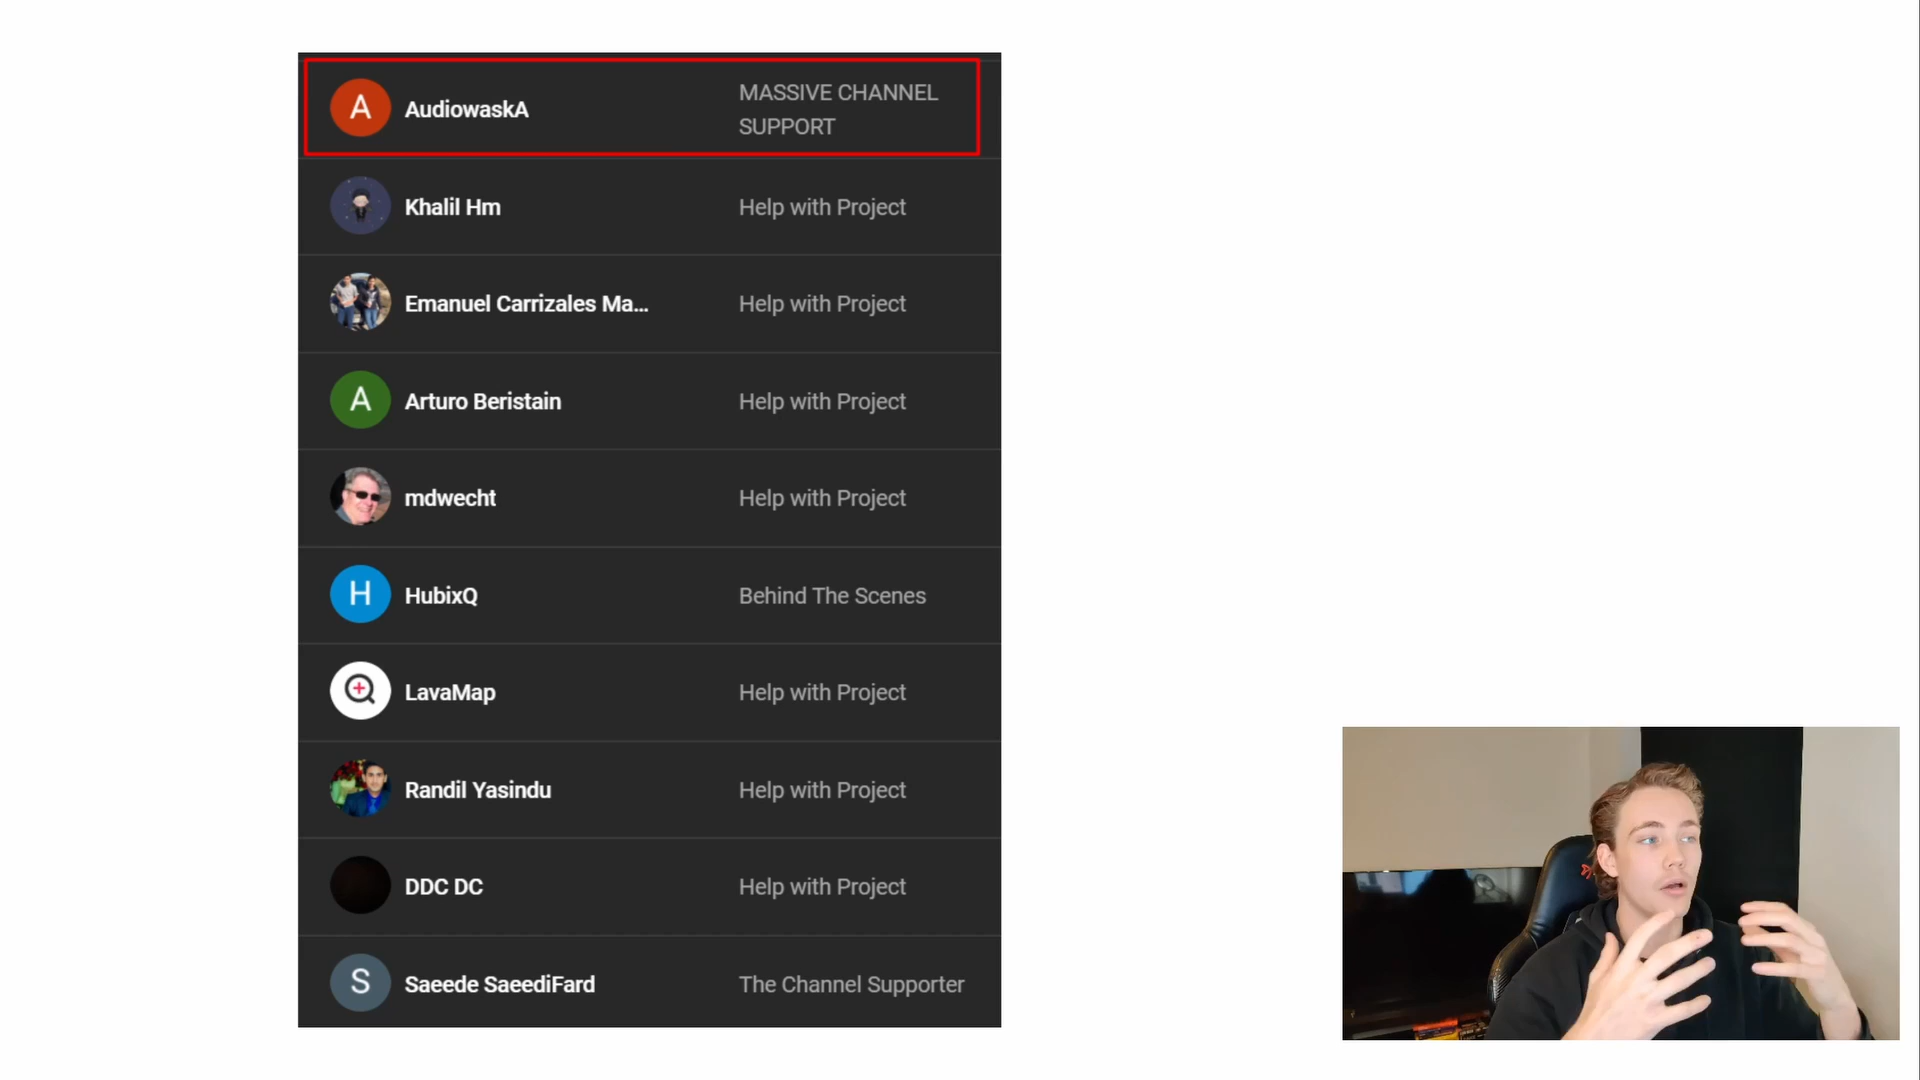 A AudiowaskA MASSIVE CHANNEL
SUPPORT
Khalil Hm Help with Project
Emanuel Carrizales Ma... Help with Project
A Arturo Beristain Help with Project
mdwecht Help with Project
H HubixQ Behind The Scenes
LavaMap Help with Project
Randil Yasindu Help with Project
DDC DC Help with Project
S Saeede SaeediFard The Channel Supporter